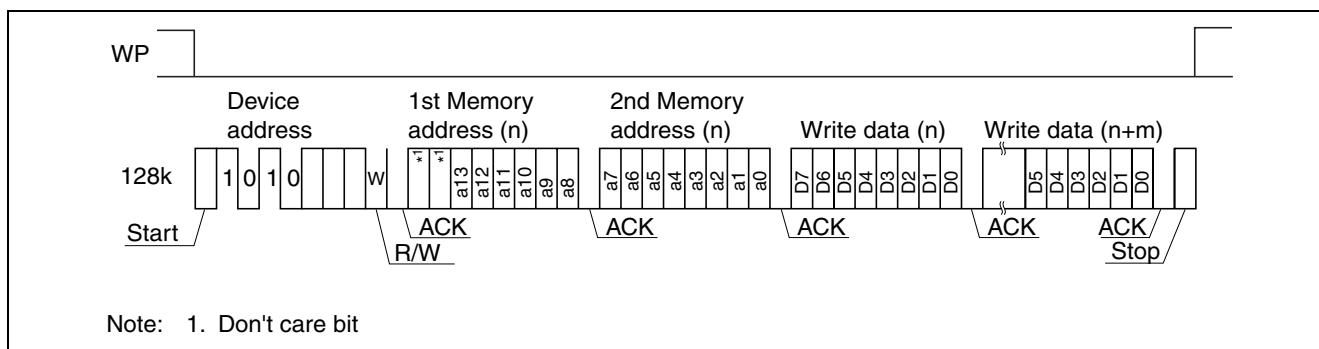 WP
Device address
1st Memory address (n)
2nd Memory address (n)
Write data (n)
Write data (n+m)
128k
1 0 1 0 W *1 *1 a13 a12 a11 a10 a9 a8 a7 a6 a5 a4 a3 a2 a1 a0 D7 D6 D5 D4 D3 D2 D1 D0 D5 D4 D3 D2 D1 D0
Start
R/W
ACK
ACK
ACK
ACK
ACK
Stop
Note: 1. Don't care bit